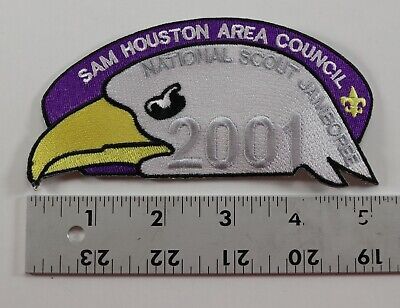 SAM HOUSTON AREA COUNCIL
NATIONAL SCOUT JAMBOREE
2001
1 2 3 4 5
23 22 21 20 19